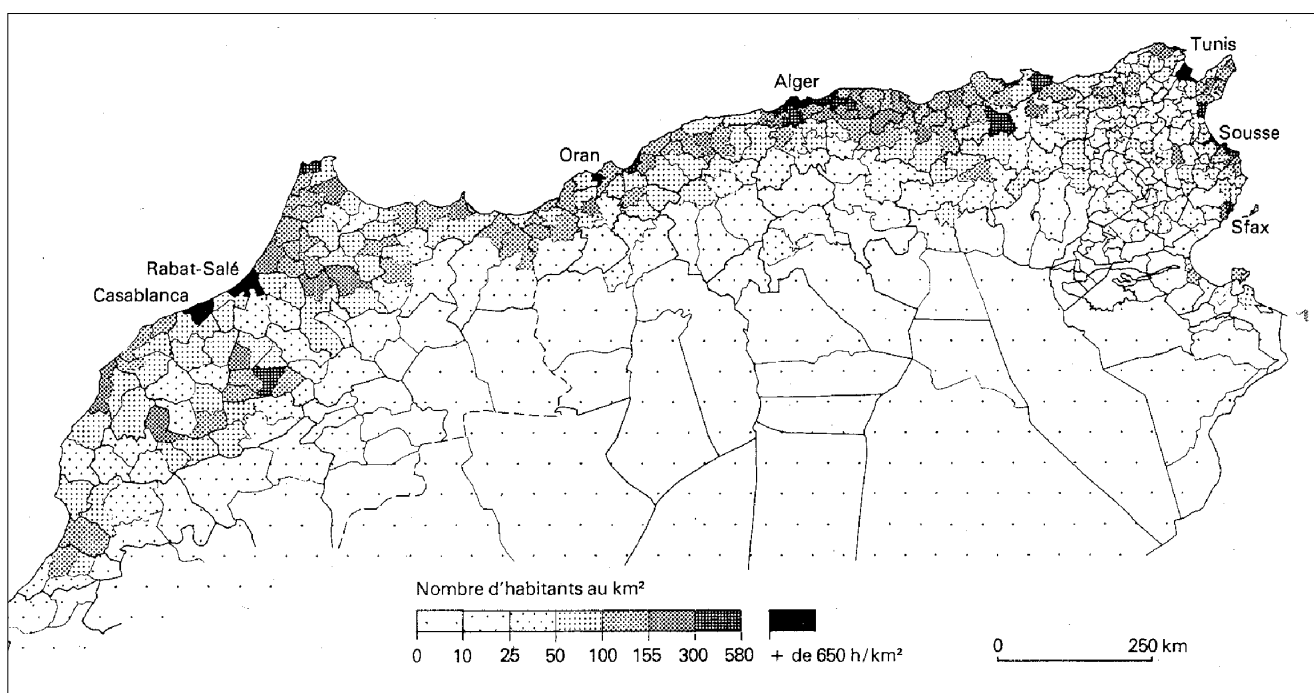 Tunis
Alger
Sousse
Oran
Sfax
Rabat-Salé
Casablanca
Nombre d'habitants au km²
0 10 25 50 100 155 300 580 + de 650 h/km²
0 250 km